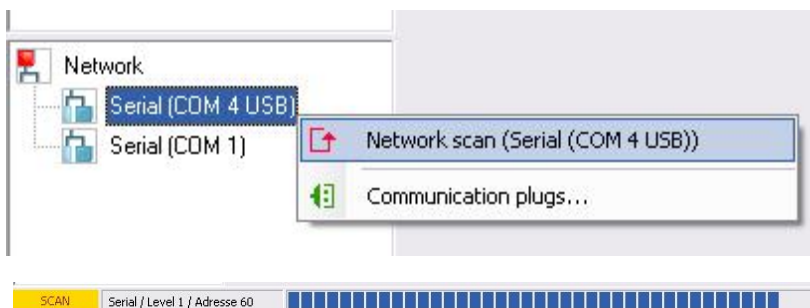 Network
Serial (COM 4 USB)
Serial (COM 1)
Network scan (Serial (COM 4 USB))
Communication plugs...
SCAN Serial / Level 1 / Adresse 60